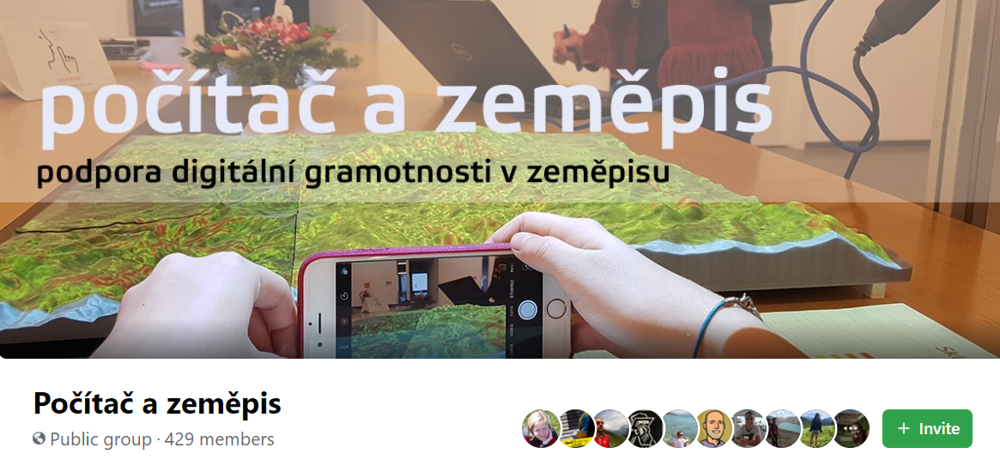 počítač a zeměpis
podpora digitální gramotnosti v zeměpisu
Počítač a zeměpis
Public group · 429 members
+ Invite